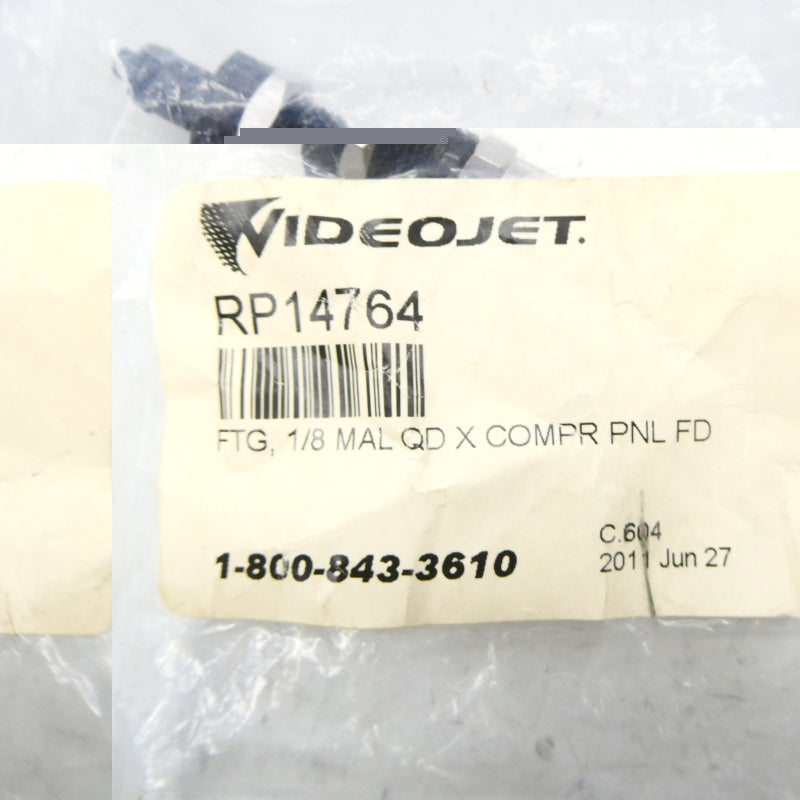 VIDEOJET.
RP14764
FTG, 1/8 MAL QD X COMPR PNL FD
C.604
1-800-843-3610
2011 Jun 27